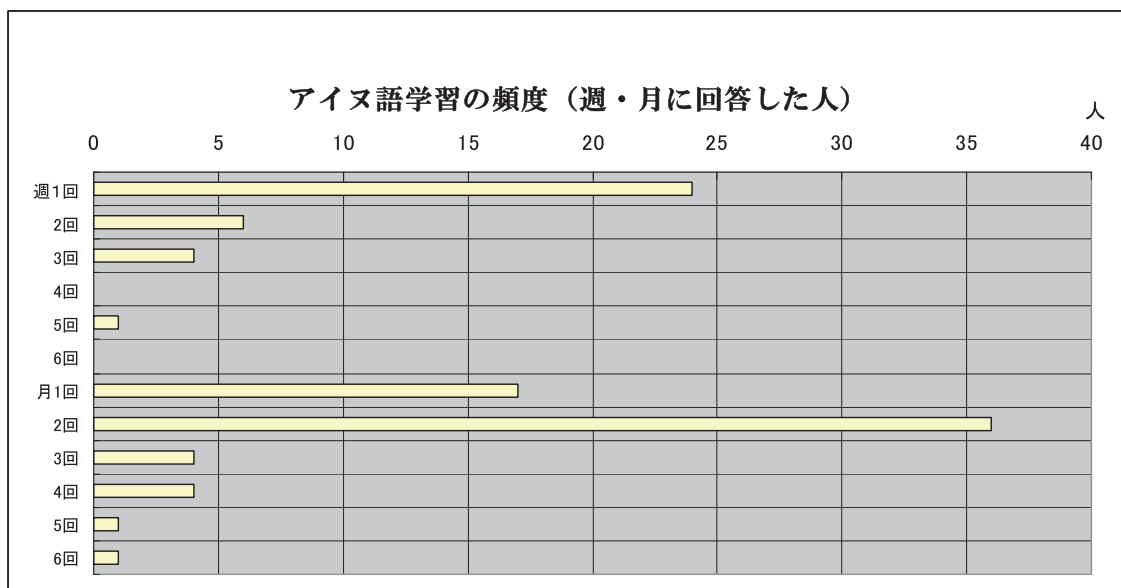 アイヌ語学習の頻度（週・月に回答した人）
人
0 5 10 15 20 25 30 35 40
週1回
2回
3回
4回
5回
6回
月1回
2回
3回
4回
5回
6回